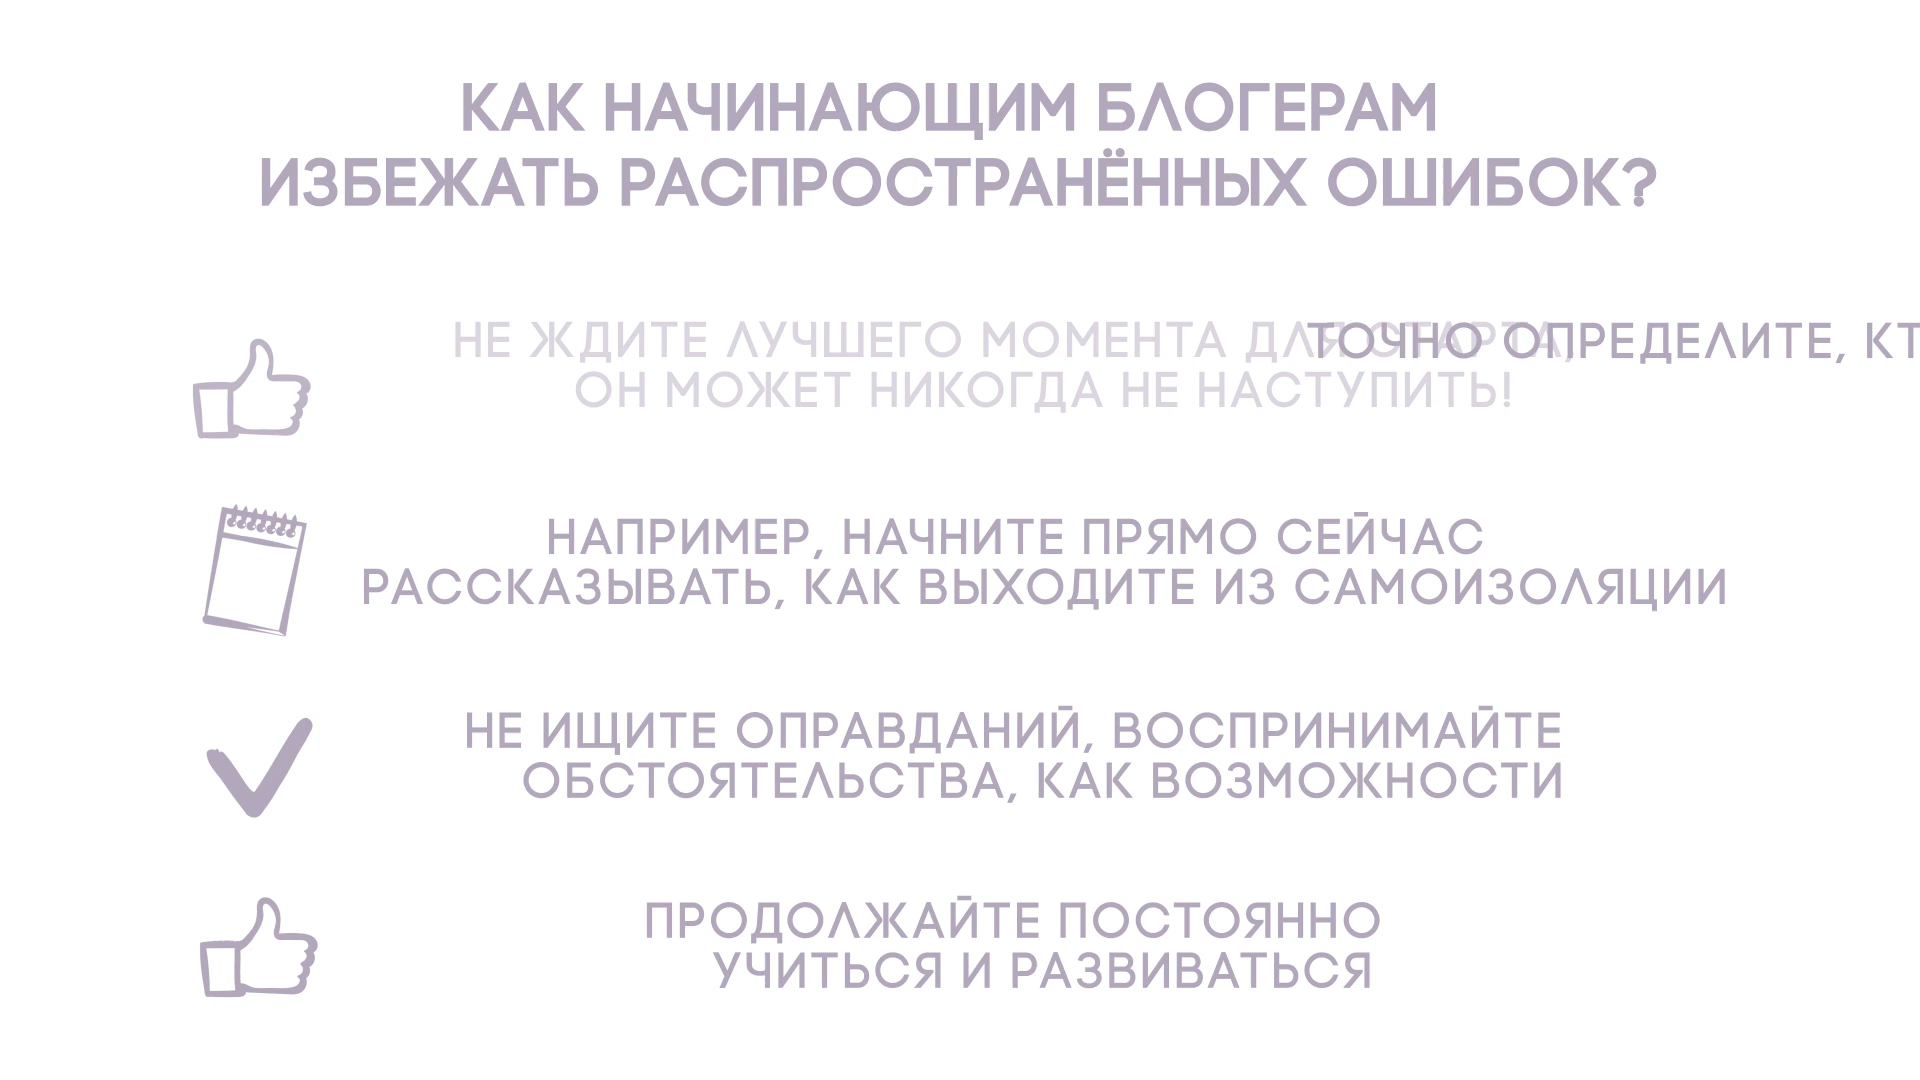 КАК НАЧИНАЮЩИМ БЛОГЕРАМ
ИЗБЕЖАТЬ РАСПРОСТРАНЁННЫХ ОШИБОК?
НЕ ЖДИТЕ ЛУЧШЕГО МОМЕНТА ДЛЯ СТАРТА,
ТОЧНО ОПРЕДЕЛИТЕ, КТ
ОН МОЖЕТ НИКОГДА НЕ НАСТУПИТЬ!
НАПРИМЕР, НАЧНИТЕ ПРЯМО СЕЙЧАС
РАССКАЗЫВАТЬ, КАК ВЫХОДИТЕ ИЗ САМОИЗОЛЯЦИИ
НЕ ИЩИТЕ ОПРАВДАНИЙ, ВОСПРИНИМАЙТЕ
ОБСТОЯТЕЛЬСТВА, КАК ВОЗМОЖНОСТИ
ПРОДОЛЖАЙТЕ ПОСТОЯННО
УЧИТЬСЯ И РАЗВИВАТЬСЯ